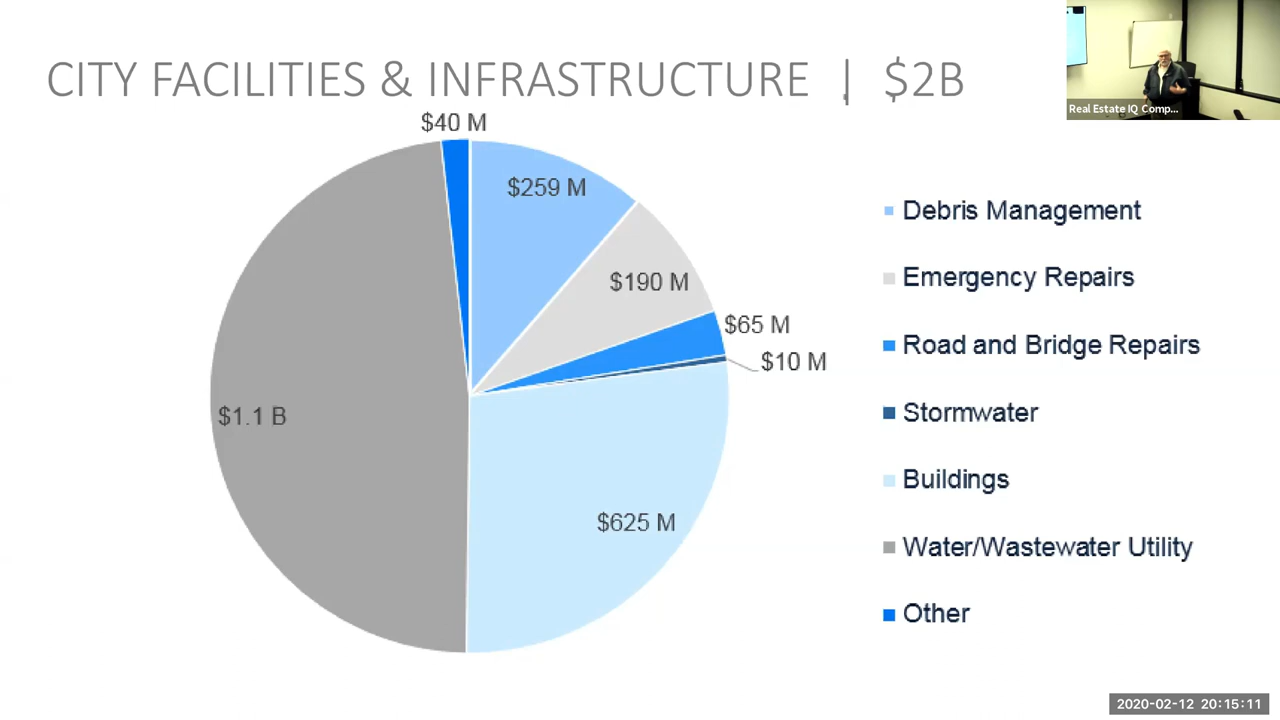 CITY FACILITIES & INFRASTRUCTURE | $2B
Real Estate IQ Comp...
$40 M
$259 M
$190 M
$65 M
$10 M
$1.1 B
$625 M
Debris Management
Emergency Repairs
Road and Bridge Repairs
Stormwater
Buildings
Water/Wastewater Utility
Other
2020-02-12 20:15:11